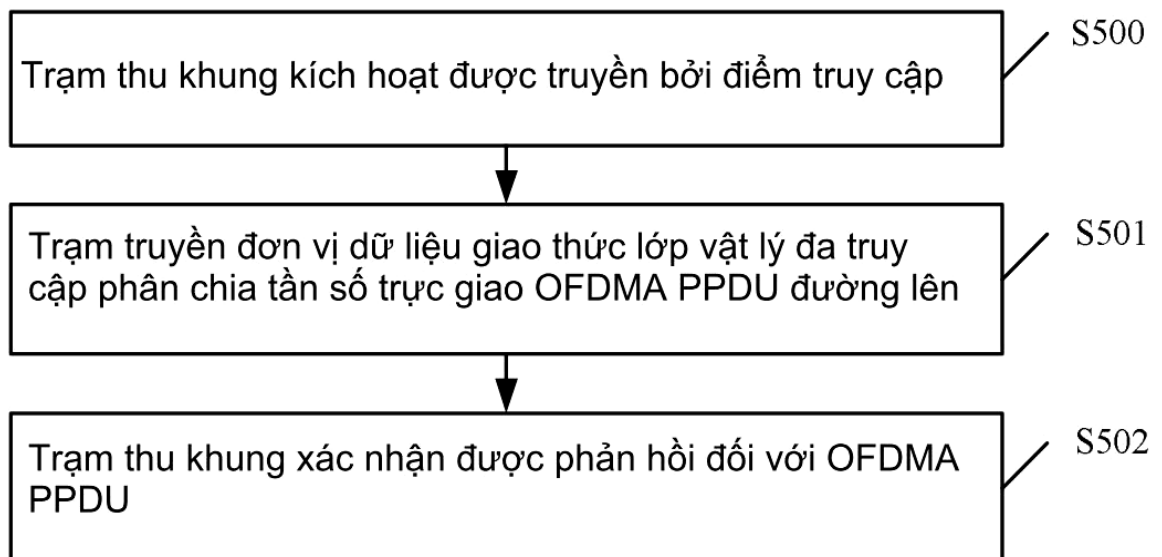 S500
Trạm thu khung kích hoạt được truyền bởi điểm truy cập
S501
Trạm truyền đơn vị dữ liệu giao thức lớp vật lý đa truy
cập phân chia tần số trực giao OFDMA PPDU đường lên
S502
Trạm thu khung xác nhận được phản hồi đối với OFDMA
PPDU